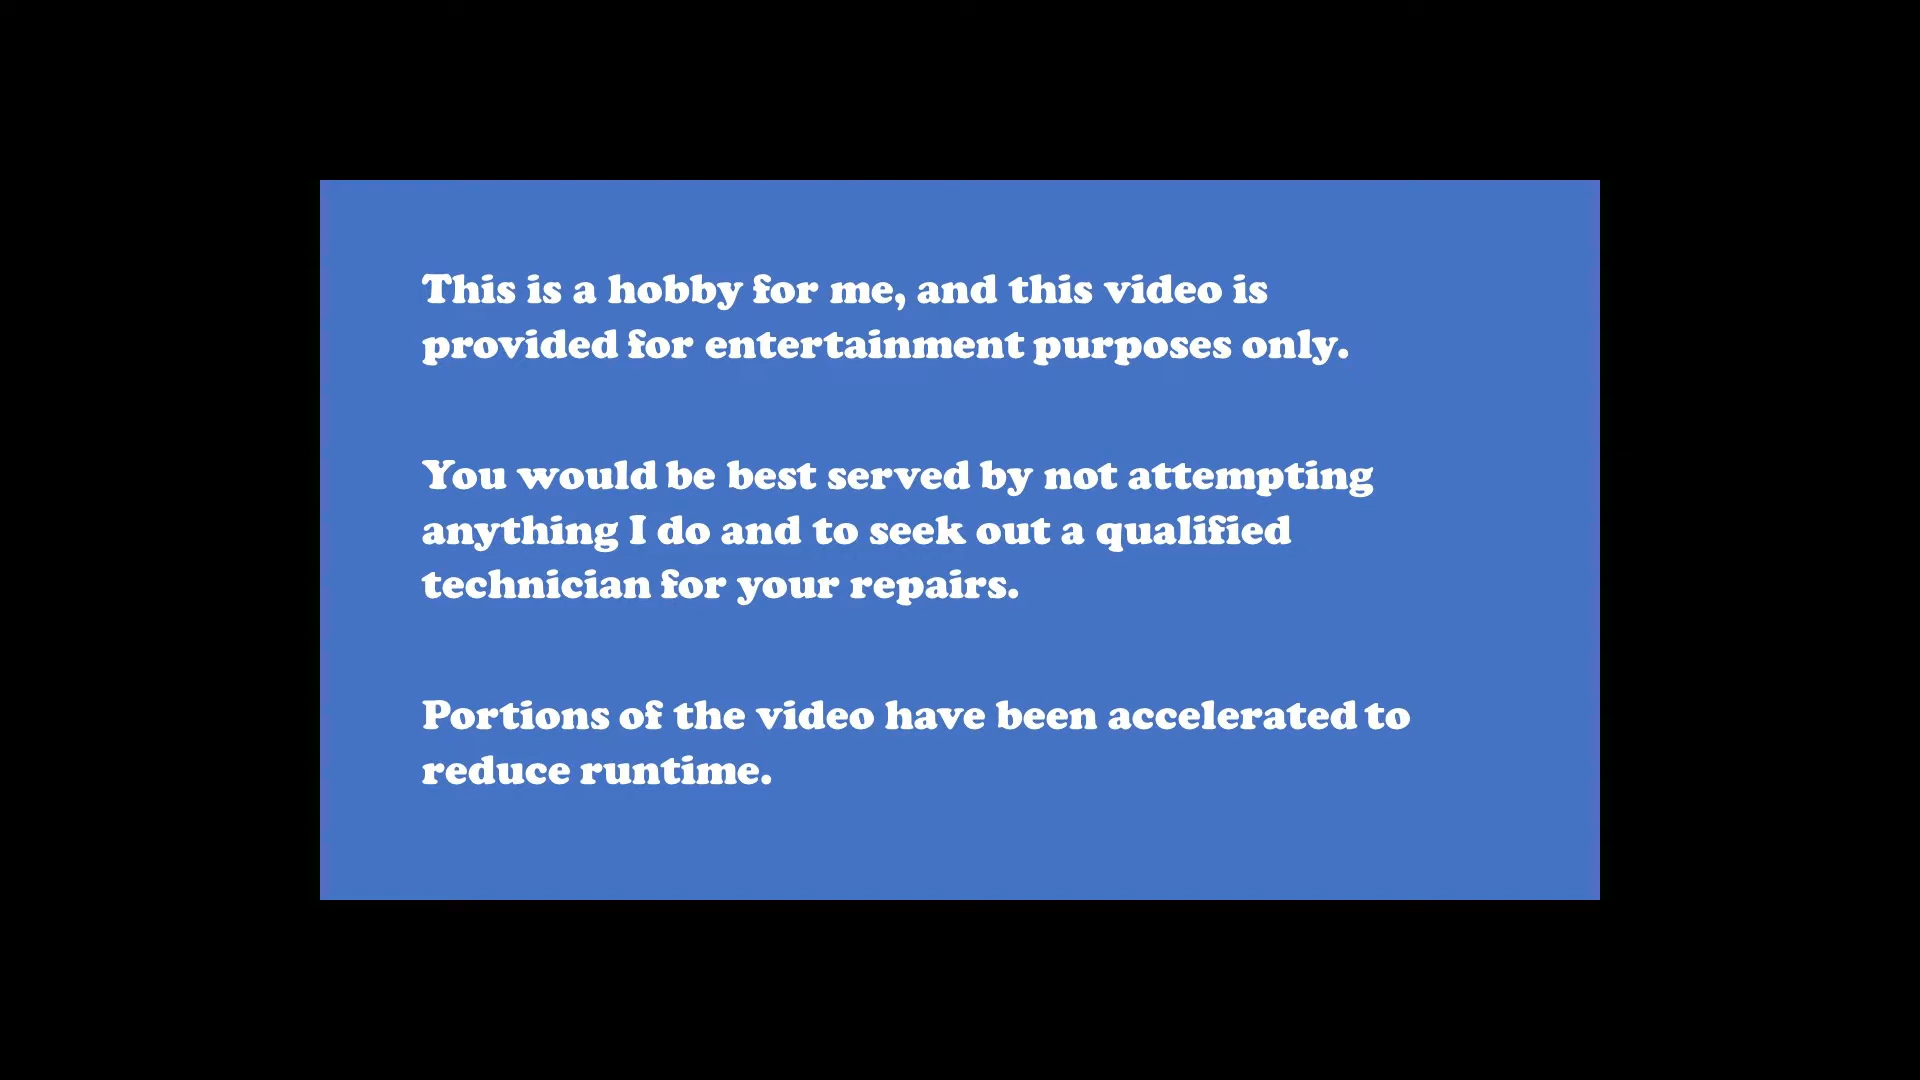 This is a hobby for me, and this video is
provided for entertainment purposes only.
You would be best served by not attempting
anything I do and to seek out a qualified
technician for your repairs.
Portions of the video have been accelerated to
reduce runtime.